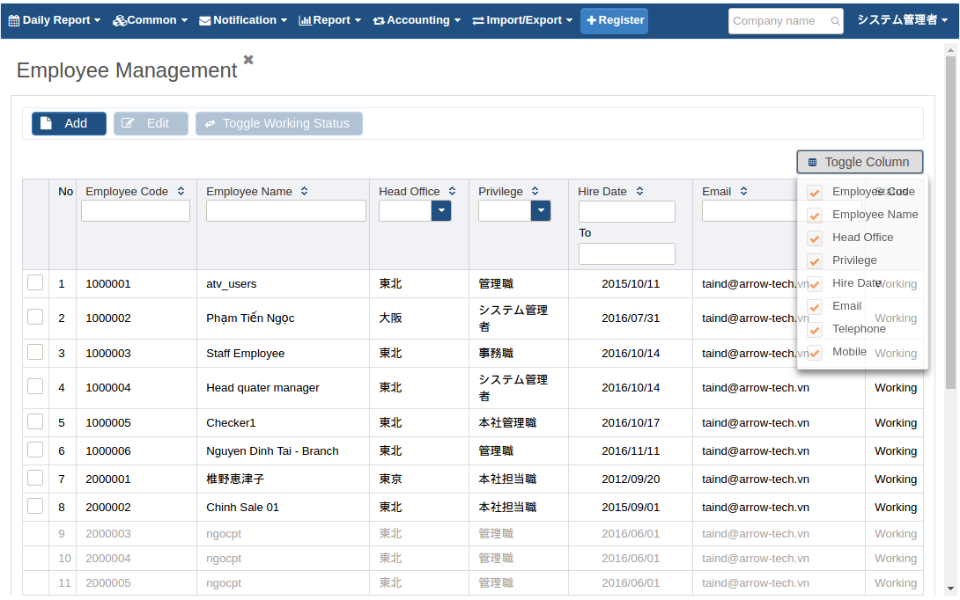 Daily Report Common Notification Report Accounting Import/Export Register Company name システム管理者
Employee Management
Add Edit Toggle Working Status
Toggle Column
No Employee Code Employee Name Head Office Privilege Hire Date Email Status
To
Employee Code
Employee Name
Head Office
Privilege
Hire Date
Email
Telephone
Mobile
1 1000001 atv_users 東北 管理職 2015/10/11 taind@arrow-tech.vn Working
2 1000002 Phạm Tiến Ngọc 大阪 システム管理者 2016/07/31 taind@arrow-tech.vn Working
3 1000003 Staff Employee 東北 事務職 2016/10/14 taind@arrow-tech.vn Working
4 1000004 Head quater manager 東北 システム管理者 2016/10/14 taind@arrow-tech.vn Working
5 1000005 Checker1 東北 本社管理職 2016/10/17 taind@arrow-tech.vn Working
6 1000006 Nguyen Dinh Tai - Branch 東北 管理職 2016/11/11 taind@arrow-tech.vn Working
7 2000001 椎野恵津子 東京 本社担当職 2012/09/20 taind@arrow-tech.vn Working
8 2000002 Chinh Sale 01 東北 本社担当職 2015/09/01 taind@arrow-tech.vn Working
9 2000003 ngocpt 東北 管理職 2016/06/01 taind@arrow-tech.vn Working
10 2000004 ngocpt 東北 管理職 2016/06/01 taind@arrow-tech.vn Working
11 2000005 ngocpt 東北 管理職 2016/06/01 taind@arrow-tech.vn Working